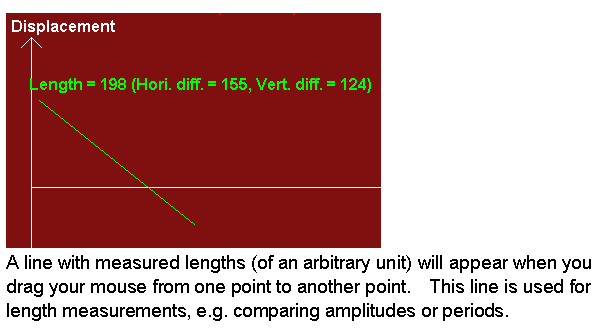 Displacement
Length = 198 (Hori. diff. = 155, Vert. diff. = 124)
A line with measured lengths (of an arbitrary unit) will appear when you
drag your mouse from one point to another point.   This line is used for
length measurements, e.g. comparing amplitudes or periods.